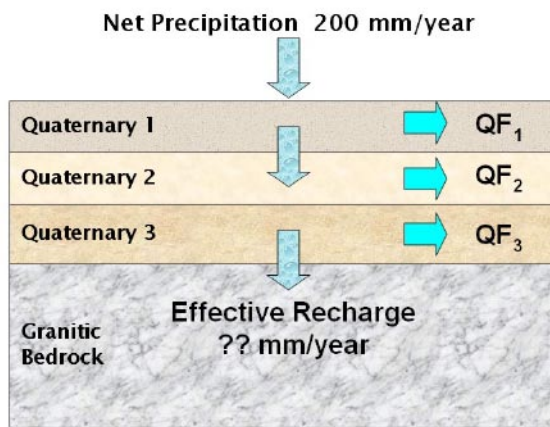 Net Precipitation 200 mm/year
Quaternary 1
QF₁
Quaternary 2
QF₂
Quaternary 3
QF₃
Effective Recharge
?? mm/year
Granitic
Bedrock